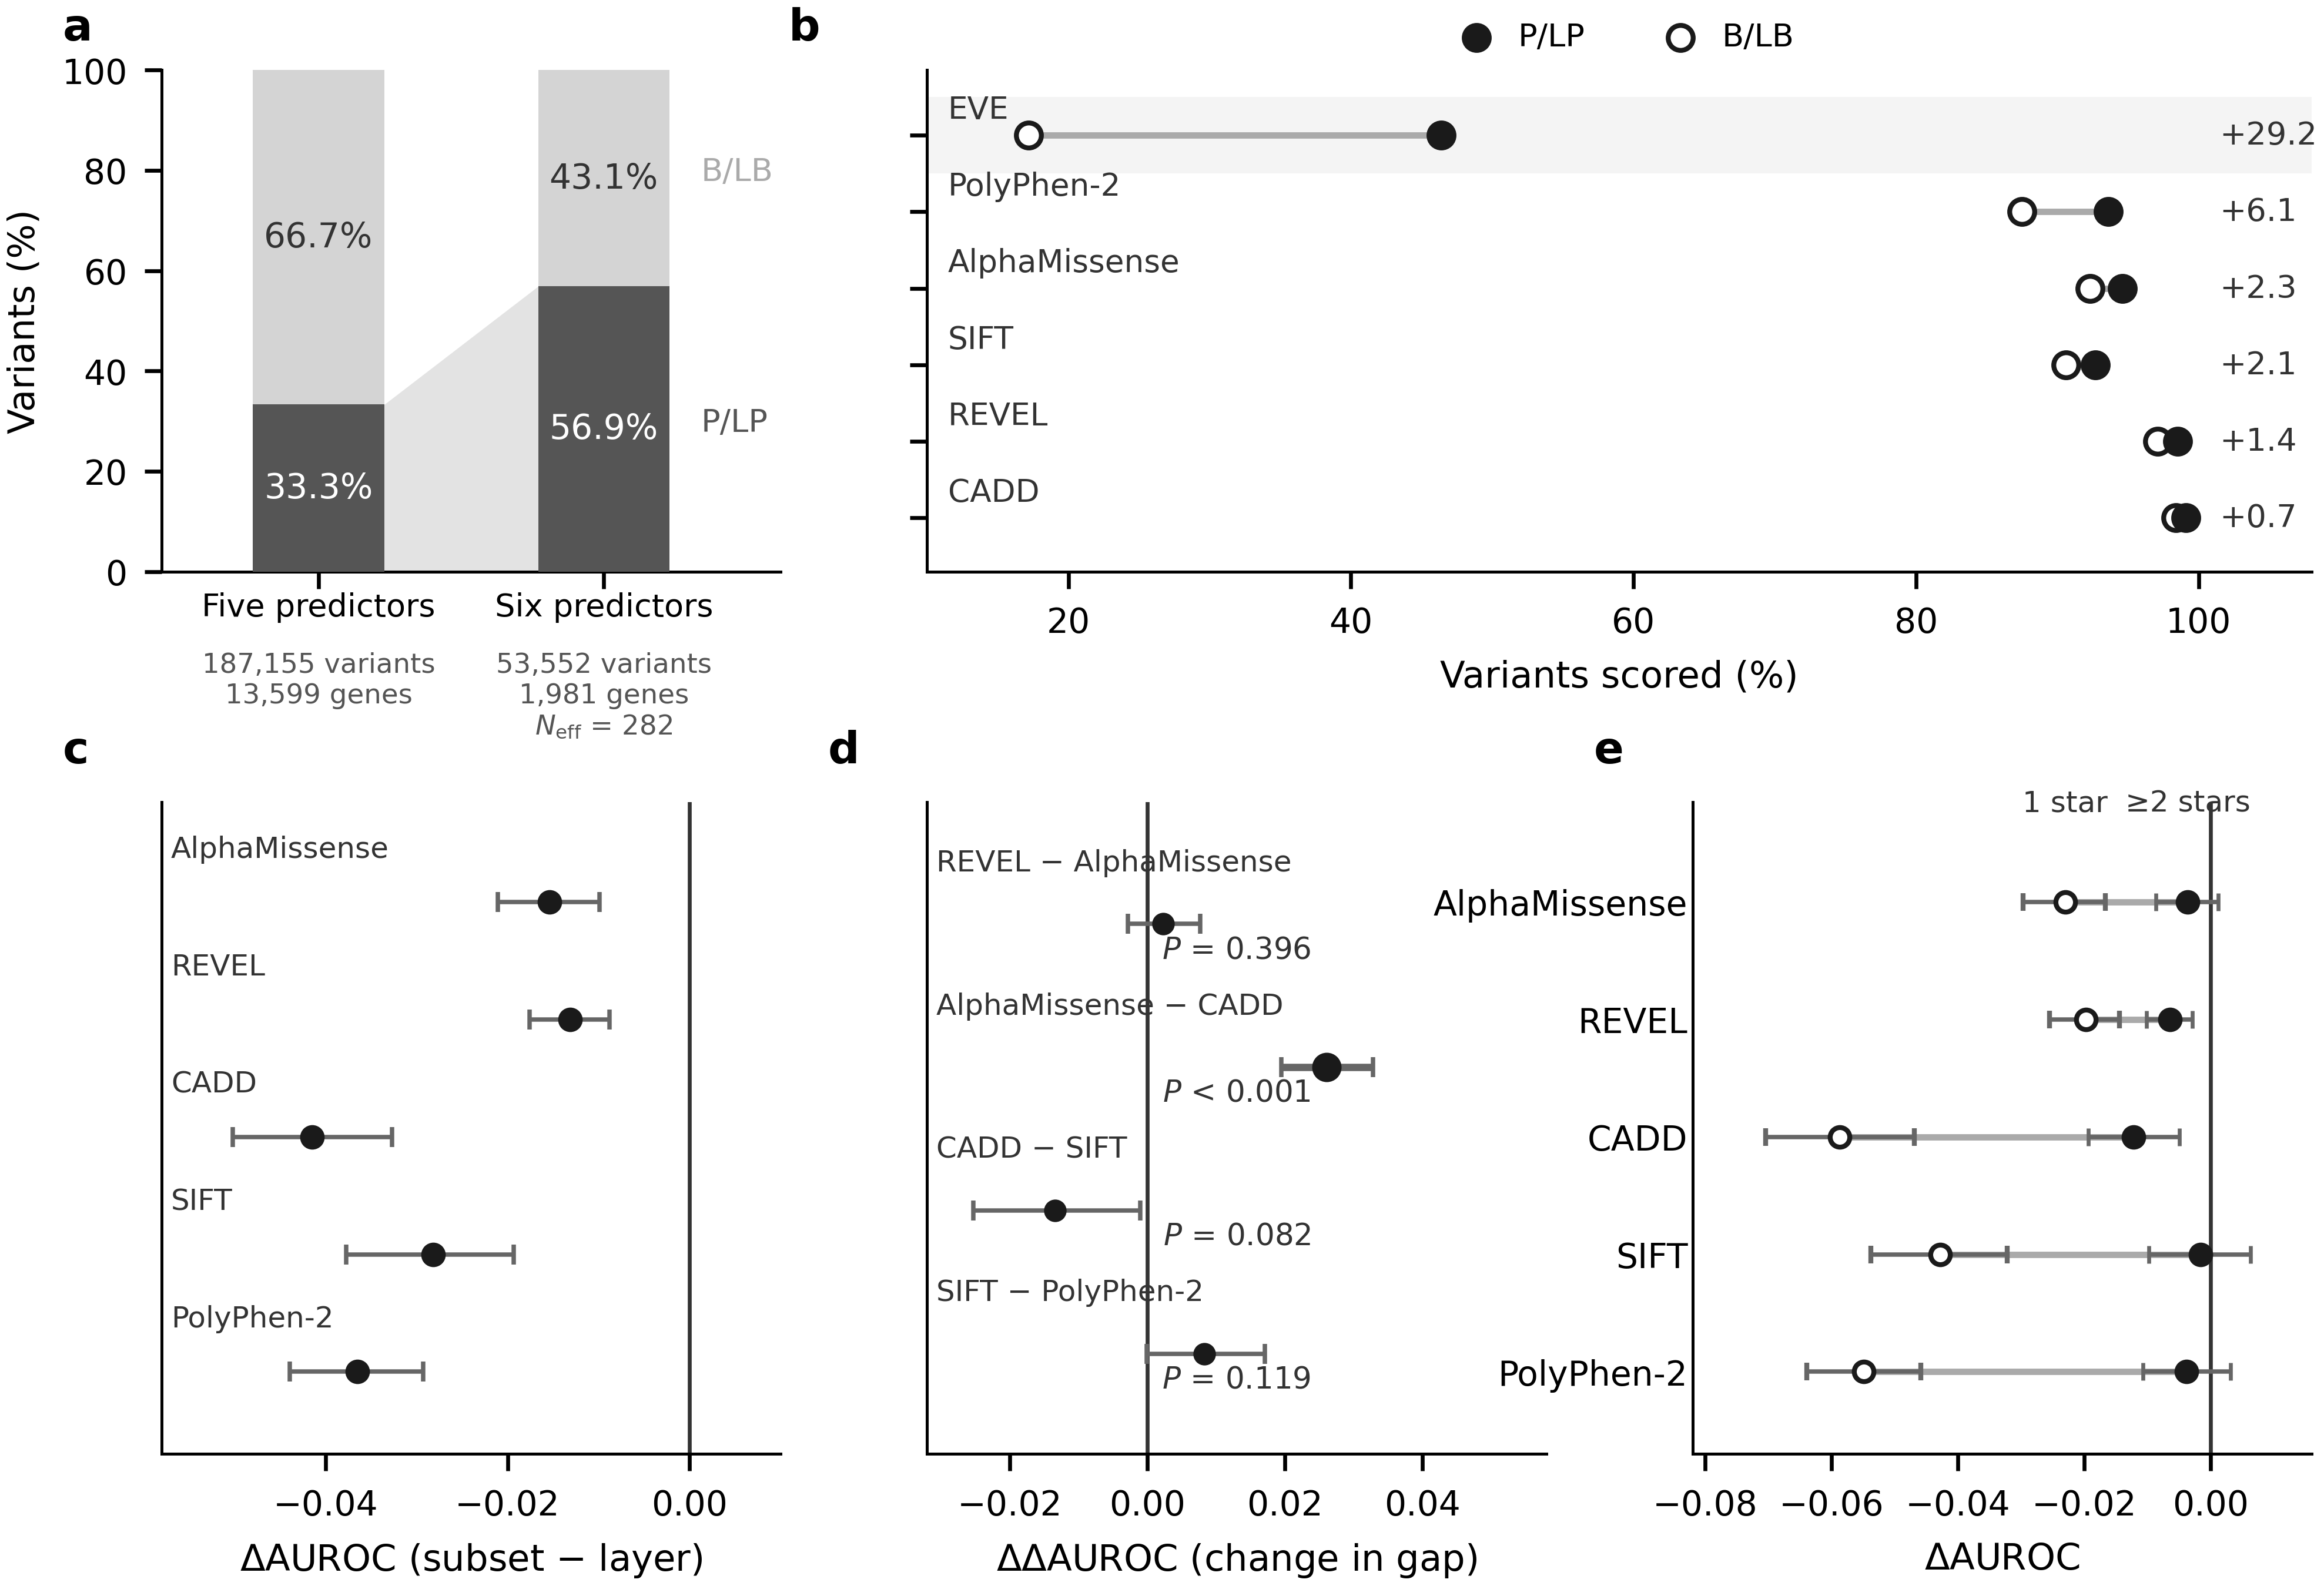 a
100
80
60
40
20
0
Variants (%)
66.7%
33.3%
43.1%
56.9%
B/LB
P/LP
Five predictors
Six predictors
187,155 variants
13,599 genes
53,552 variants
1,981 genes
Neff = 282
b
P/LP
B/LB
EVE
+29.2
PolyPhen-2
+6.1
AlphaMissense
+2.3
SIFT
+2.1
REVEL
+1.4
CADD
+0.7
20
40
60
80
100
Variants scored (%)
c
AlphaMissense
REVEL
CADD
SIFT
PolyPhen-2
−0.04
−0.02
0.00
ΔAUROC (subset − layer)
d
REVEL − AlphaMissense
P = 0.396
AlphaMissense − CADD
P < 0.001
CADD − SIFT
P = 0.082
SIFT − PolyPhen-2
P = 0.119
−0.02
0.00
0.02
0.04
ΔΔAUROC (change in gap)
e
1 star
≥2 stars
AlphaMissense
REVEL
CADD
SIFT
PolyPhen-2
−0.08
−0.06
−0.04
−0.02
0.00
ΔAUROC